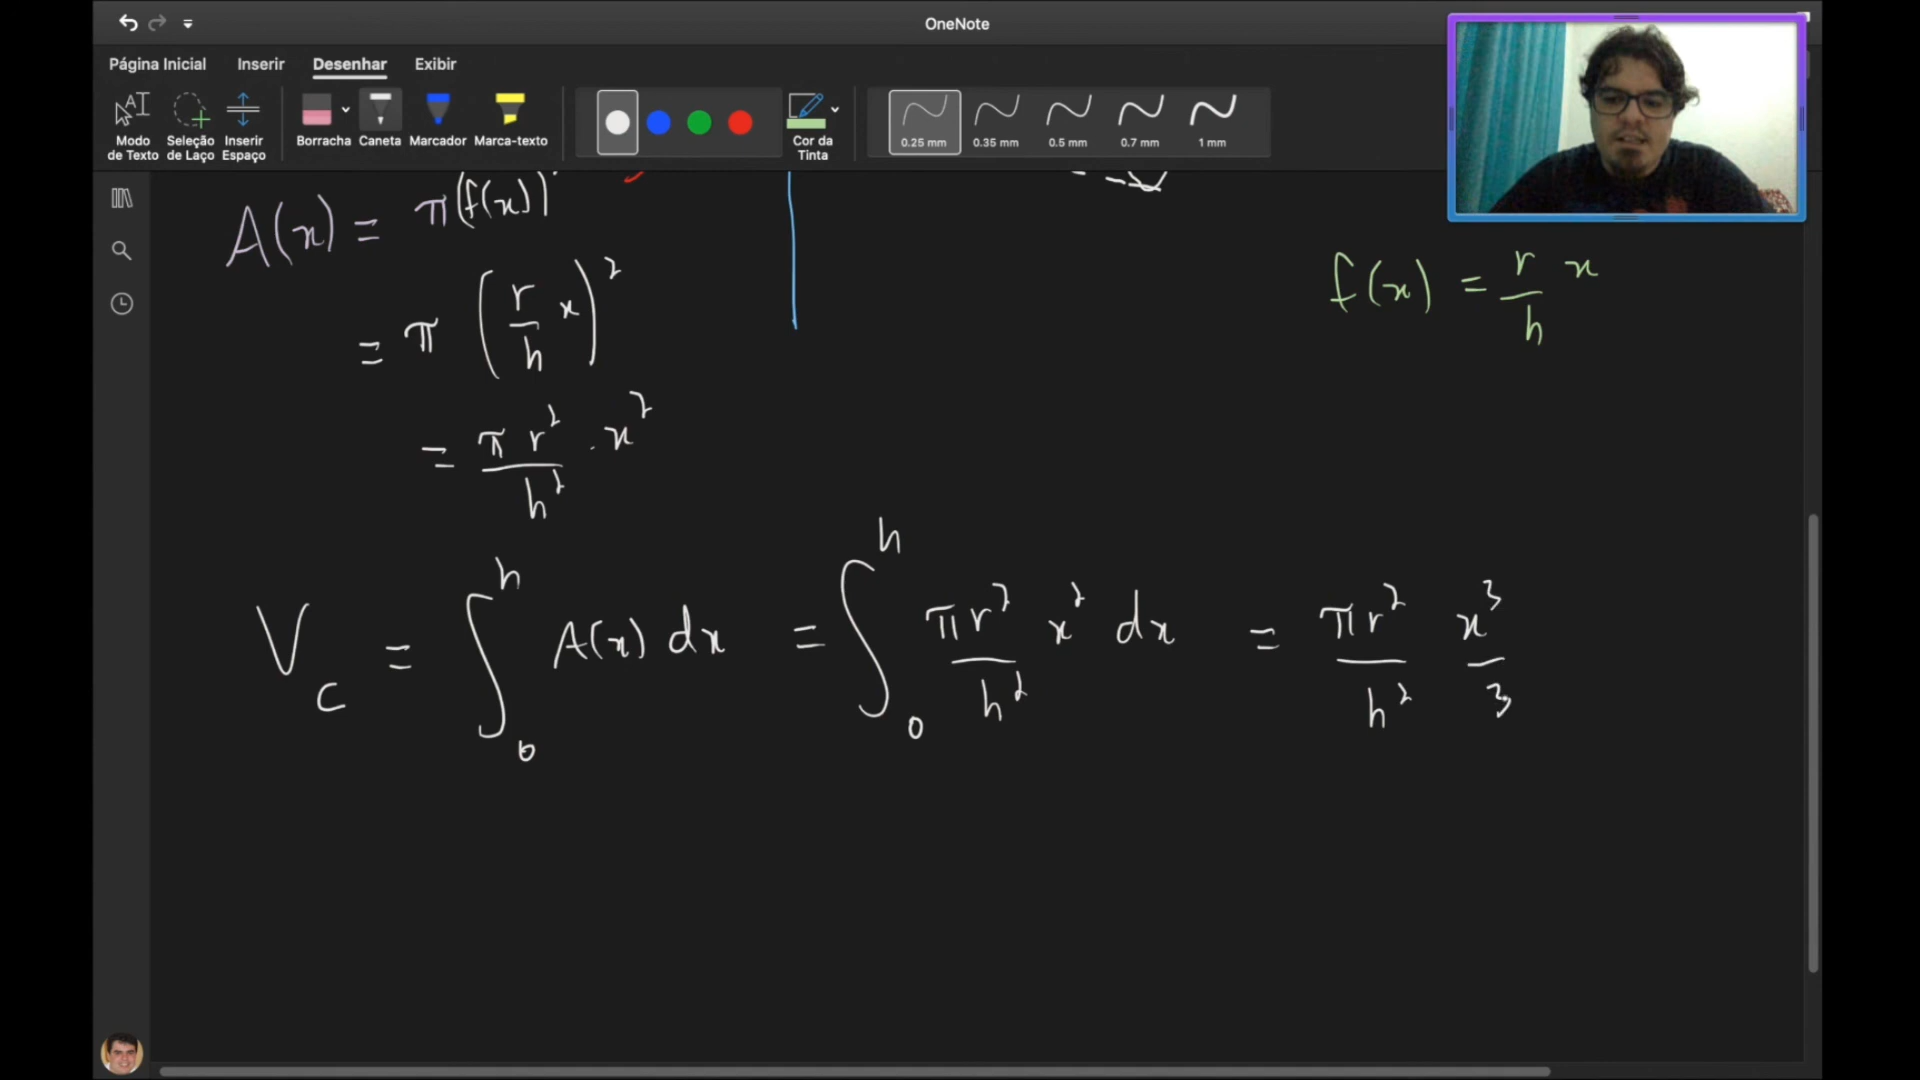 OneNote
Página Inicial Inserir Desenhar Exibir
Modo de Texto Seleção de Laço Inserir Espaço Borracha Caneta Marcador Marca-texto Cor da Tinta 0.25 mm 0.35 mm 0.5 mm 0.7 mm 1 mm
A(x) = π(f(x))
f(x) = r/h x
= π (r/h x)²
= πr²/h² · x²
V_C = ∫₀ʰ A(x) dx = ∫₀ʰ πr²/h² x² dx = πr²/h² x³/3